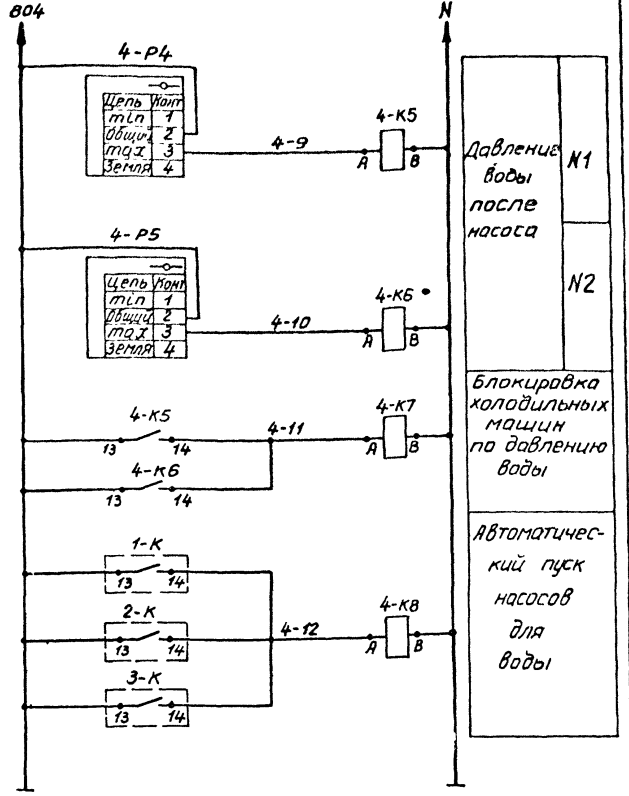 804
N
4-P4
Цепь Конт
min 1
Общий 2
max 3
Земля 4
4-9
4-K5
A
B
Давление
воды
после
насоса
N1
4-P5
Цепь Конт
min 1
Общий 2
max 3
Земля 4
4-10
4-K6
A
B
N2
4-K5
13
14
4-11
4-K7
A
B
4-K6
13
14
Блокировка
холодильных
машин
по давлению
воды
1-K
13
14
2-K
13
14
4-12
4-K8
A
B
3-K
13
14
Автоматичес-
кий пуск
насосов
для
воды